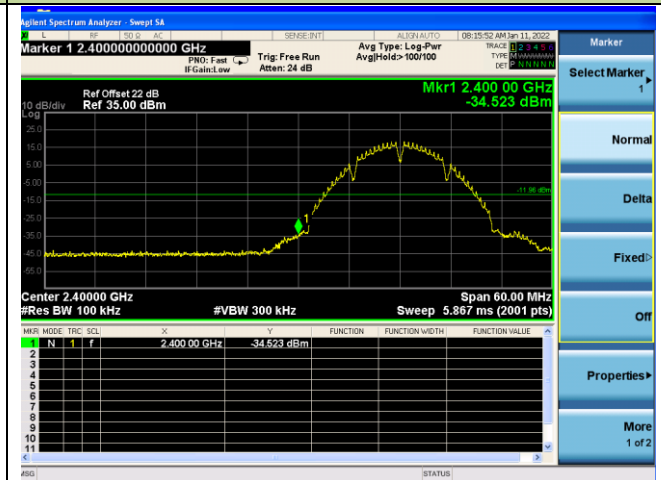 Agilent Spectrum Analyzer - Swept SA
L RF 50 Ω AC SENSE:INT ALIGN AUTO 08:15:52 AM Jan 11, 2022
Marker 1 2.400000000000 GHz
PNO: Fast
IFGain:Low
Trig: Free Run
Atten: 24 dB
Avg Type: Log-Pwr
Avg|Hold:> 100/100
TRACE 1 2 3 4 5 6
TYPE M WWWWW
DET P N N N N N
Ref Offset 22 dB
10 dB/div Ref 35.00 dBm
Log
Mkr1 2.400 00 GHz
-34.523 dBm
25.0
15.0
5.00
-5.00
-11.96 dBm
-15.0
1
-25.0
-35.0
-45.0
-55.0
Center 2.40000 GHz Span 60.00 MHz
#Res BW 100 kHz #VBW 300 kHz Sweep 5.867 ms (2001 pts)
MKR MODE TRC SCL X Y FUNCTION FUNCTION WIDTH FUNCTION VALUE
1 N 1 f 2.400 00 GHz -34.523 dBm
2
3
4
5
6
7
8
9
10
11
MSG STATUS
Marker
Select Marker
1
Normal
Delta
Fixed
Off
Properties
More
1 of 2